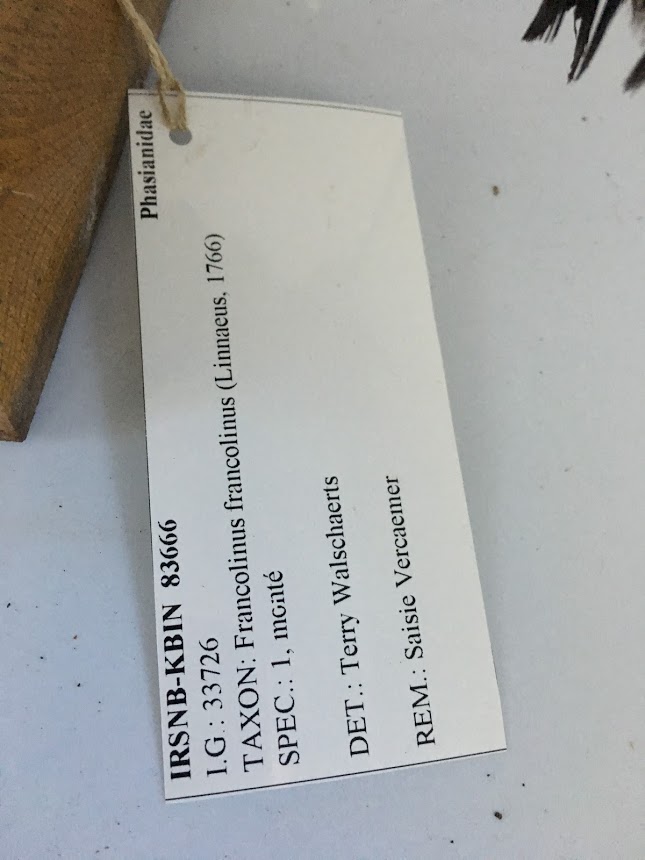 Phasianidae
IRSNB-KBIN 83666
I.G.: 33726
TAXON: Francolinus francolinus (Linnaeus, 1766)
SPEC.: 1, monté
DET.: Terry Walschaerts
REM.: Saisie Vercaemer